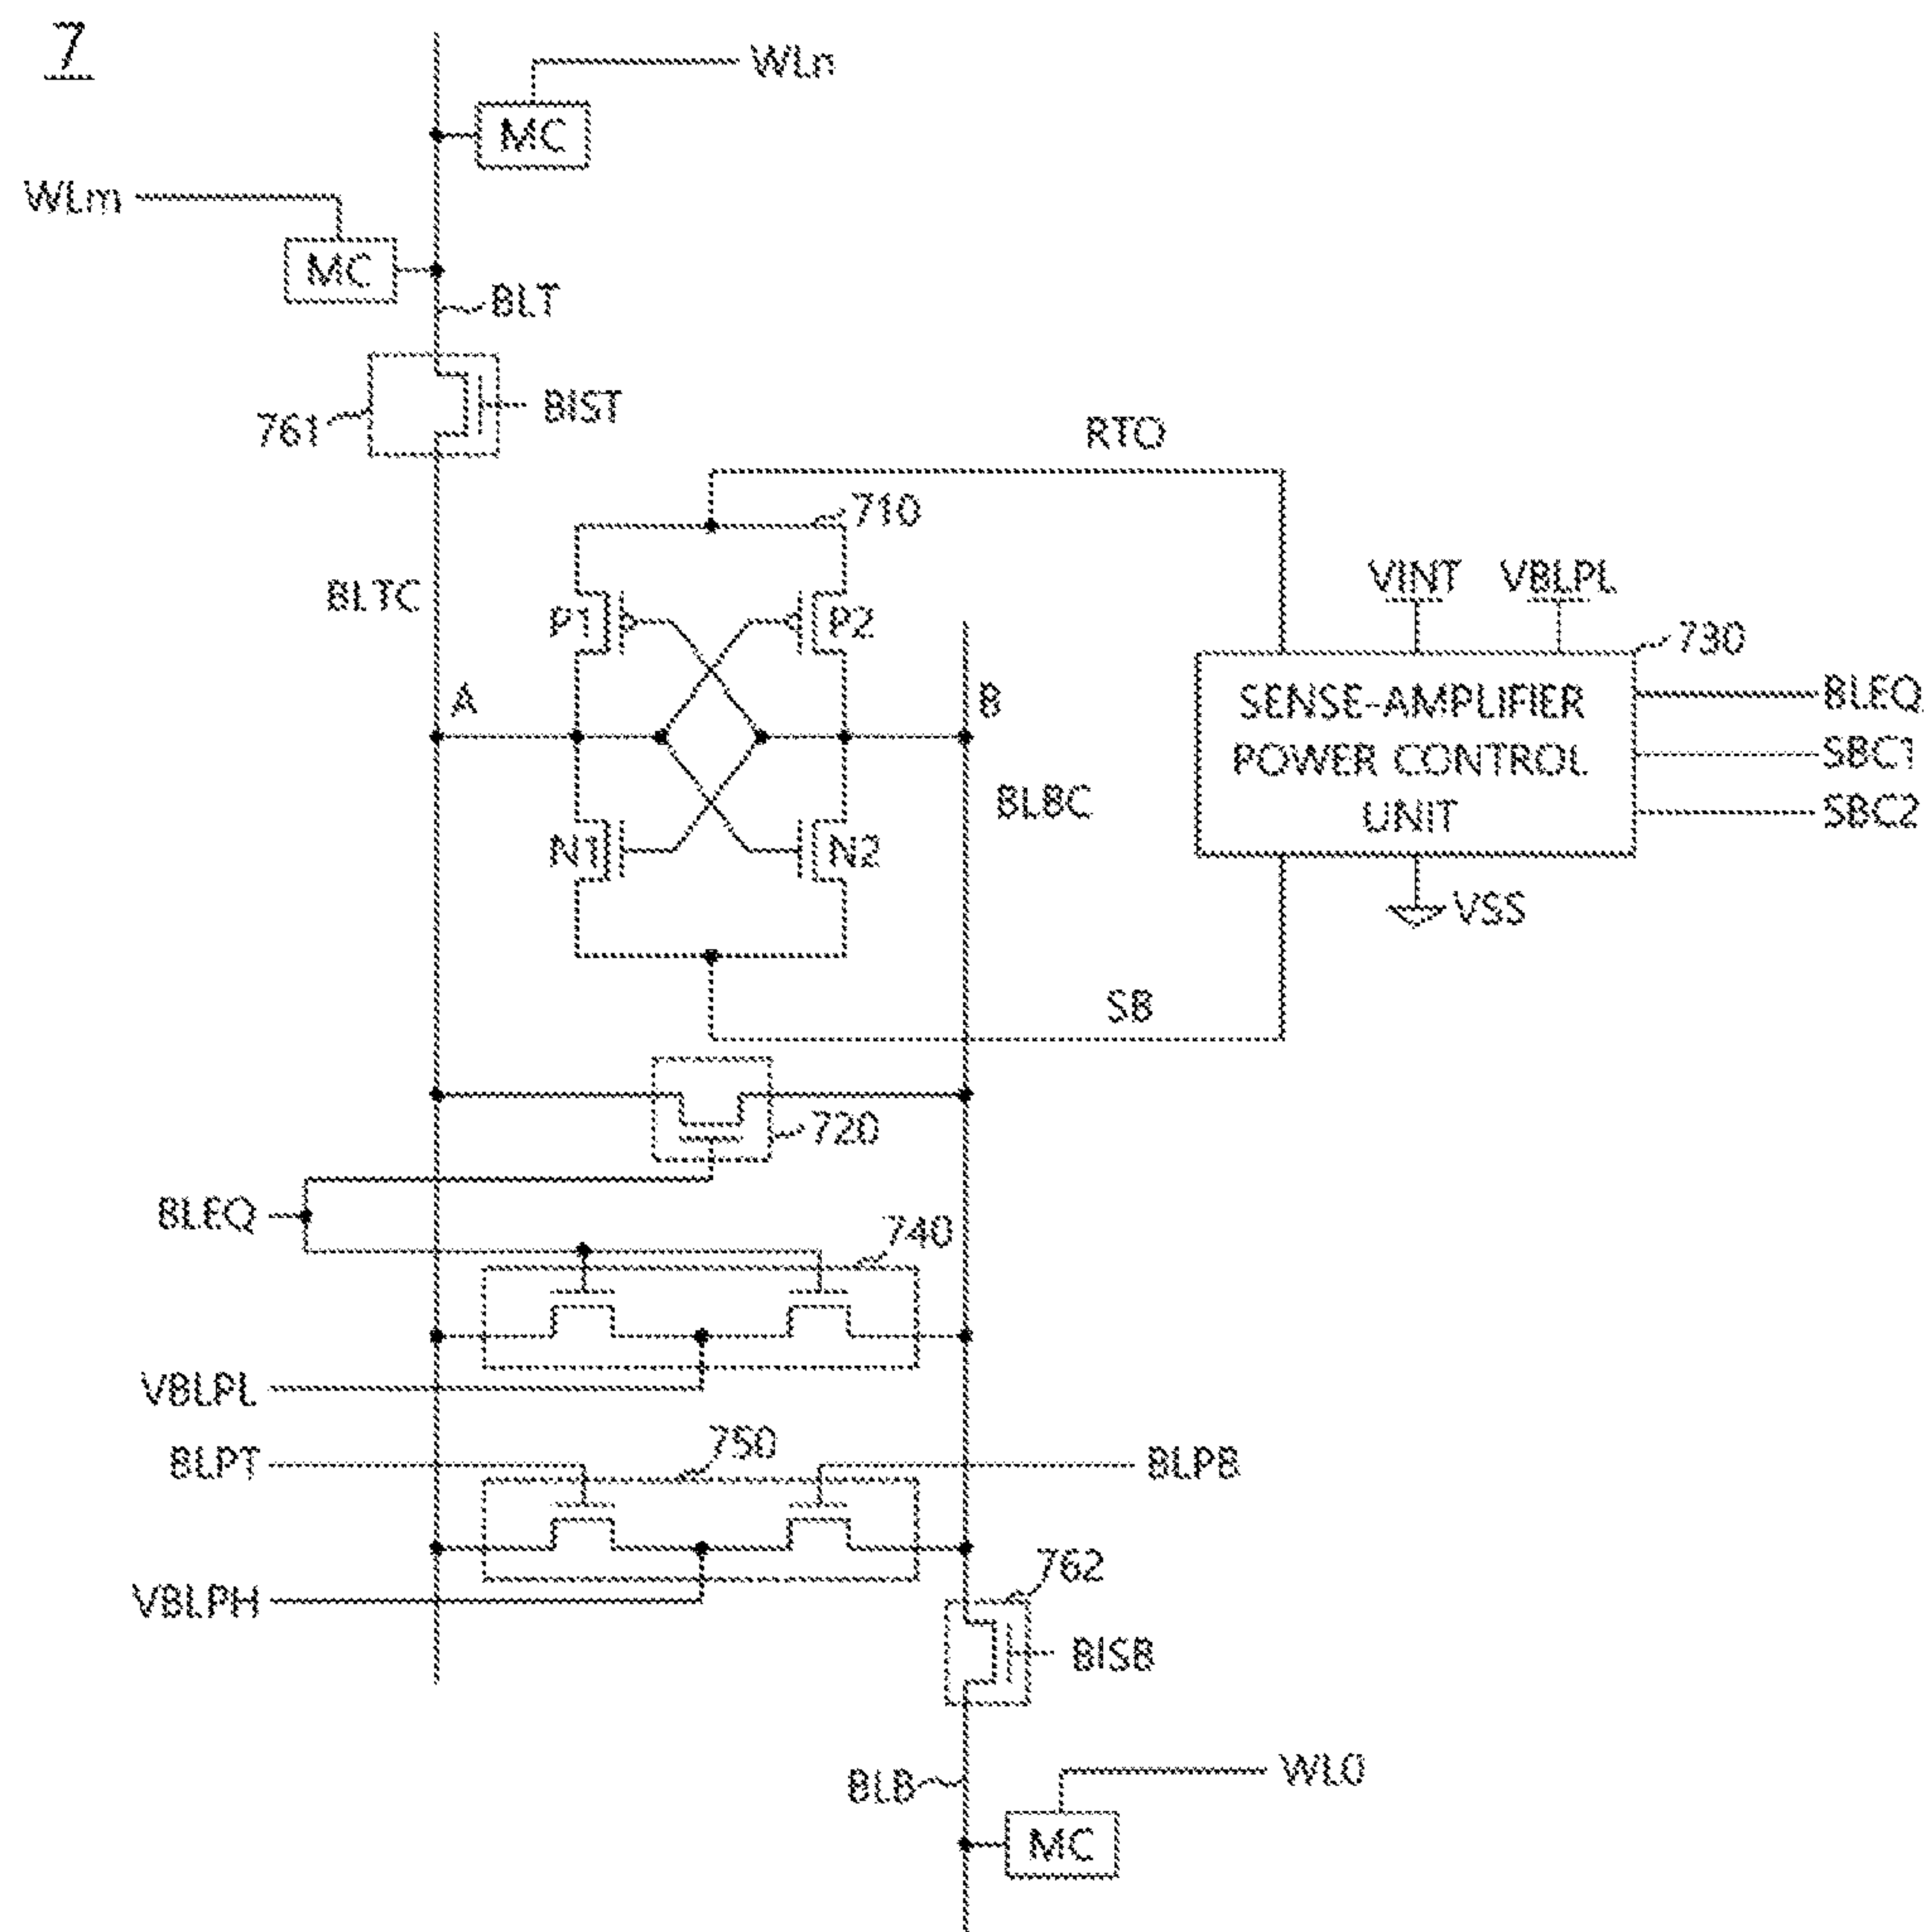 7
WLn
MC
WLm
MC
BLT
BIST
761
RTO
710
BLTC
VINT
VBLPL
P1
P2
730
A
B
SENSE-AMPLIFIER
POWER CONTROL
UNIT
BLEQ
SBC1
SBC2
BLBC
N1
N2
VSS
SB
720
BLEQ
740
VBLPL
750
BLPT
BLPB
762
VBLPH
BISB
BLB
WL0
MC